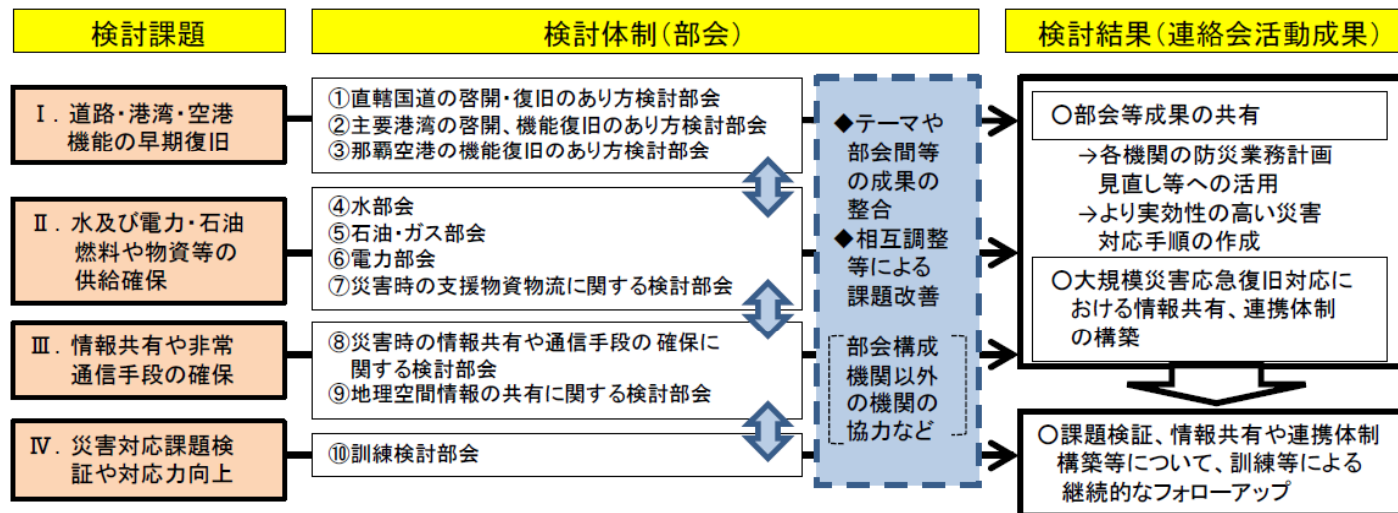 検討課題
検討体制(部会)
検討結果(連絡会活動成果)
Ⅰ．道路・港湾・空港
機能の早期復旧
①直轄国道の啓開・復旧のあり方検討部会
②主要港湾の啓開、機能復旧のあり方検討部会
③那覇空港の機能復旧のあり方検討部会
Ⅱ．水及び電力・石油
燃料や物資等の
供給確保
④水部会
⑤石油・ガス部会
⑥電力部会
⑦災害時の支援物資物流に関する検討部会
Ⅲ．情報共有や非常
通信手段の確保
⑧災害時の情報共有や通信手段の確保に
関する検討部会
⑨地理空間情報の共有に関する検討部会
Ⅳ．災害対応課題検
証や対応力向上
⑩訓練検討部会
◆テーマや
部会間等
の成果の
整合
◆相互調整
等による
課題改善
部会構成
機関以外
の機関の
協力など
〇部会等成果の共有
→各機関の防災業務計画
見直し等への活用
→より実効性の高い災害
対応手順の作成
〇大規模災害応急復旧対応に
おける情報共有、連携体制
の構築
〇課題検証、情報共有や連携体制
構築等について、訓練等による
継続的なフォローアップ